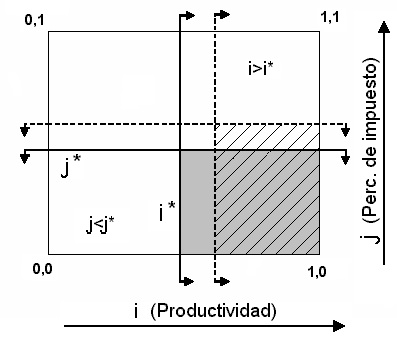 0,1
1,1
i>i*
j*
i*
j<j*
0,0
1,0
j (Perc. de impuesto)
i (Productividad)